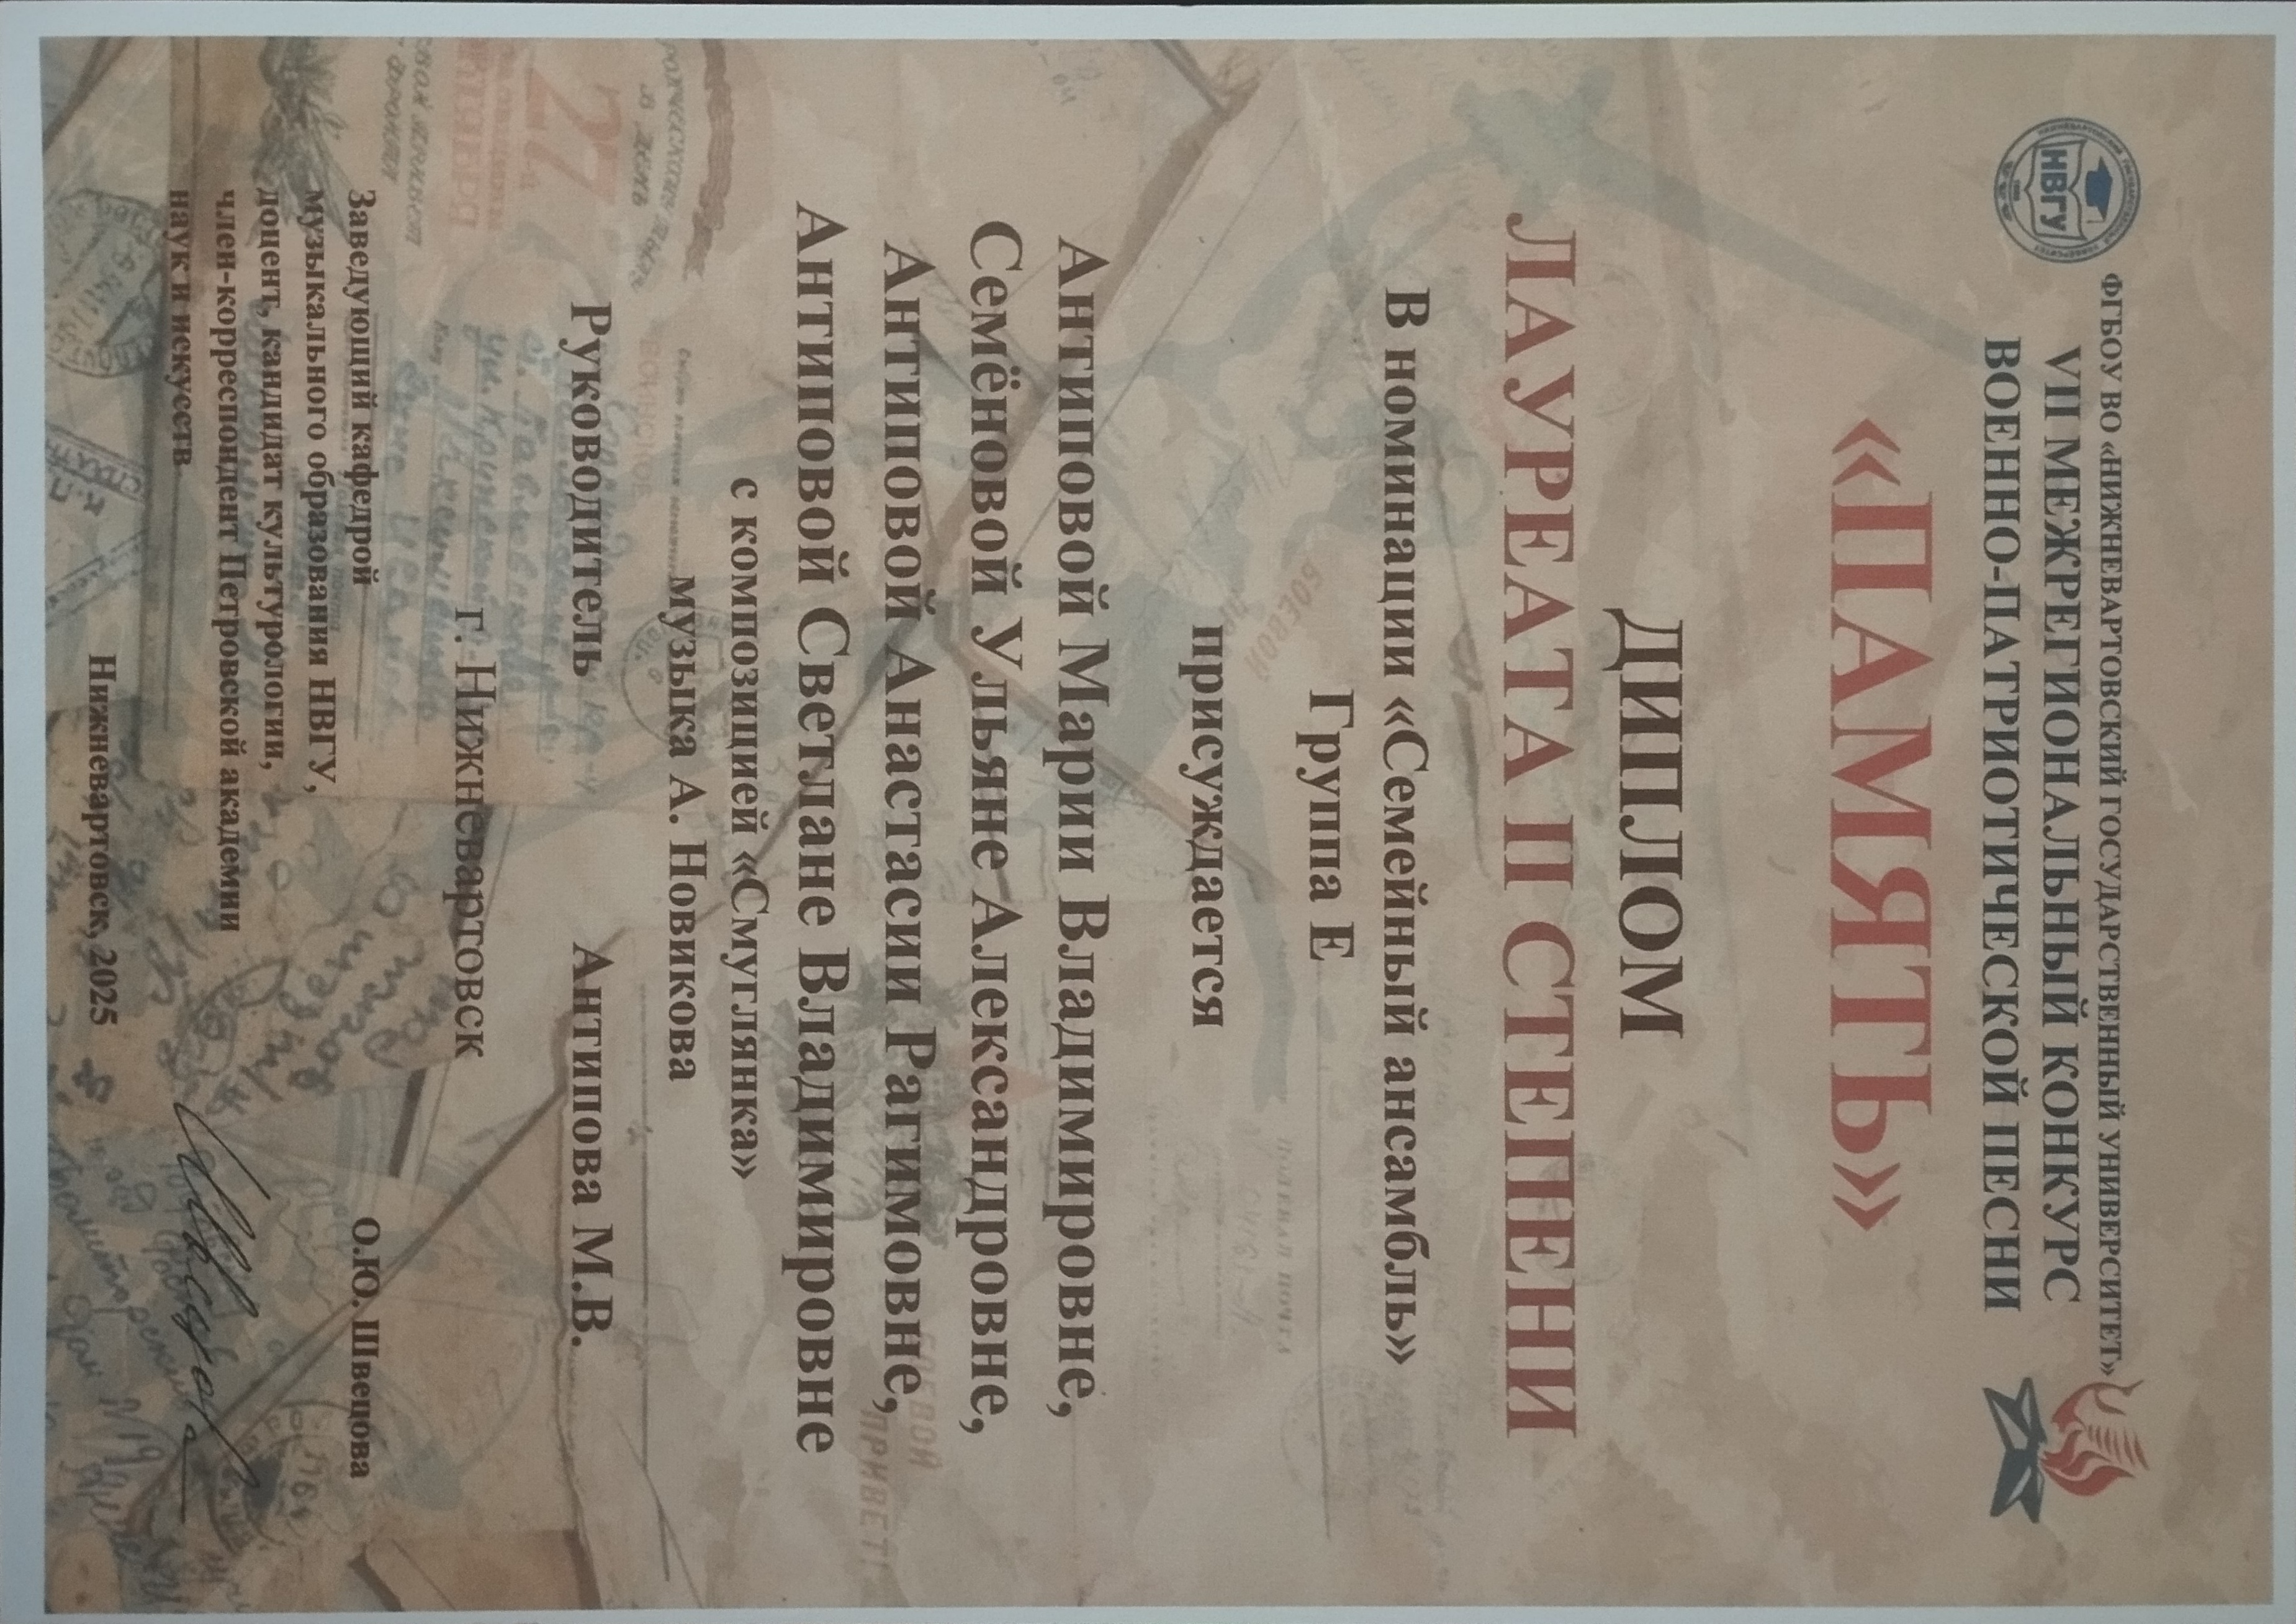 ФГБОУ ВО «НИЖНЕВАРТОВСКИЙ ГОСУДАРСТВЕННЫЙ УНИВЕРСИТЕТ»
НВГУ
VII МЕЖРЕГИОНАЛЬНЫЙ КОНКУРС
ВОЕННО-ПАТРИОТИЧЕСКОЙ ПЕСНИ
«ПАМЯТЬ»
ДИПЛОМ
ЛАУРЕАТА II СТЕПЕНИ
В номинации «Семейный ансамбль»
Группа Е
присуждается
Антиповой Марии Владимировне,
Семёновой Ульяне Александровне,
Антиповой Анастасии Рагимовне,
Антиповой Светлане Владимировне
с композицией «Смуглянка»
музыка А. Новикова
Руководитель Антипова М.В.
г. Нижневартовск
Заведующий кафедрой О.Ю. Швецова
музыкального образования НВГУ,
доцент, кандидат культурологии,
член-корреспондент Петровской академии
наук и искусств
Нижневартовск, 2025
БОЕВОЙ
ПРИВЕТ!
27